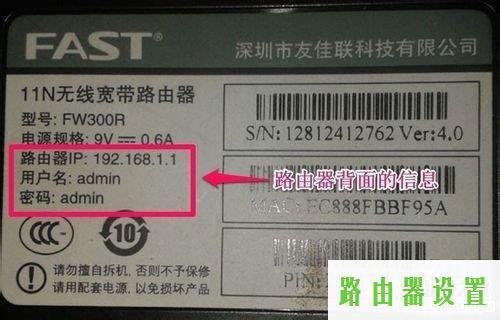 FAST
深圳市友佳联科技有限公司
11N无线宽带路由器
型号: FW300R
电源规格: 9V⎓0.6A
路由器IP: 192.168.1.1
用户名: admin
密码: admin
S/N: 12812412762 Ver:4.0
路由器背面的信息
MAC: EC888FBBF95A
CCC
10
请勿擅自拆机, 否则不予保修
请用配套电源, 以免损坏产品
PIN:
路由器设置